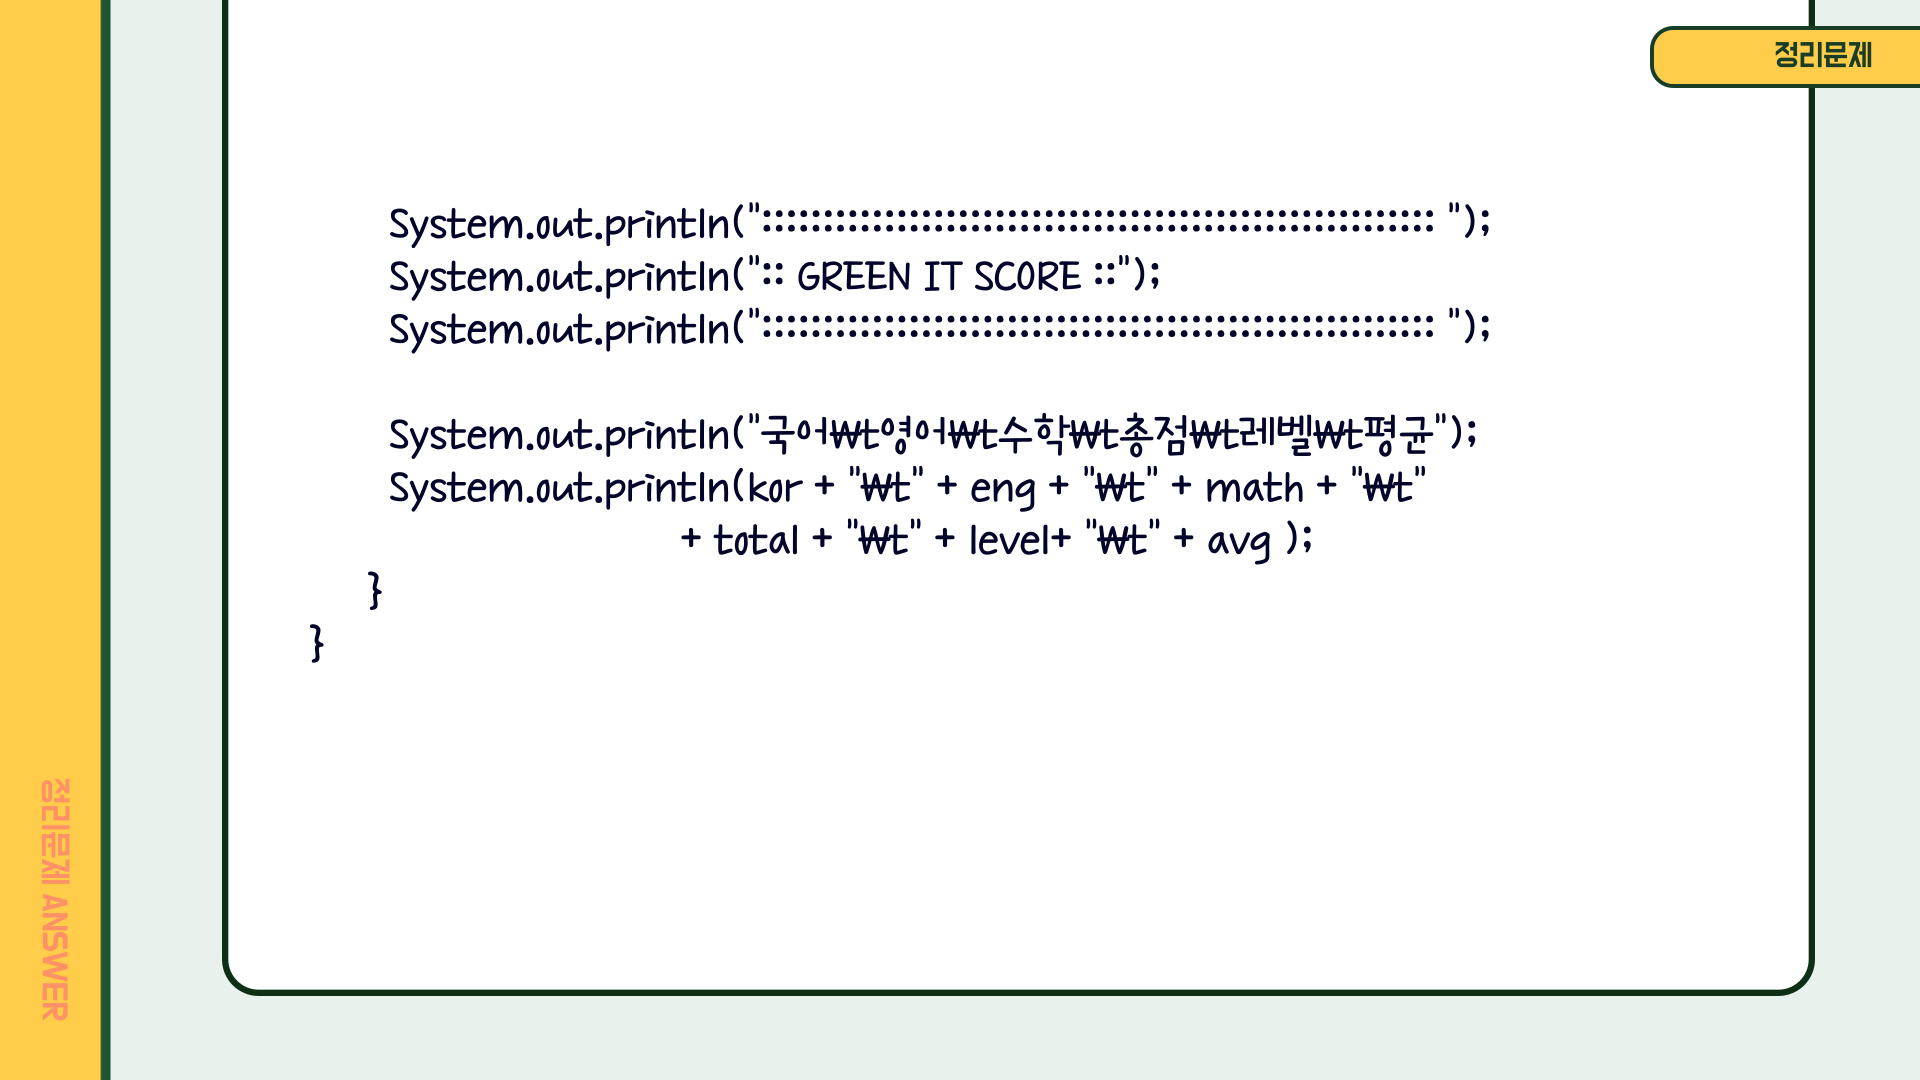 정리문제
System.out.println(":::::::::::::::::::::::::::::::::::::::::::::::::::::::: ");
System.out.println(":: GREEN IT SCORE ::");
System.out.println(":::::::::::::::::::::::::::::::::::::::::::::::::::::::: ");
System.out.println("국어₩t영어₩t수학₩t총점₩t레벨₩t평균");
System.out.println(kor + "₩t" + eng + "₩t" + math + "₩t"
+ total + "₩t" + level+ "₩t" + avg );
}
}
정리문제 ANSWER